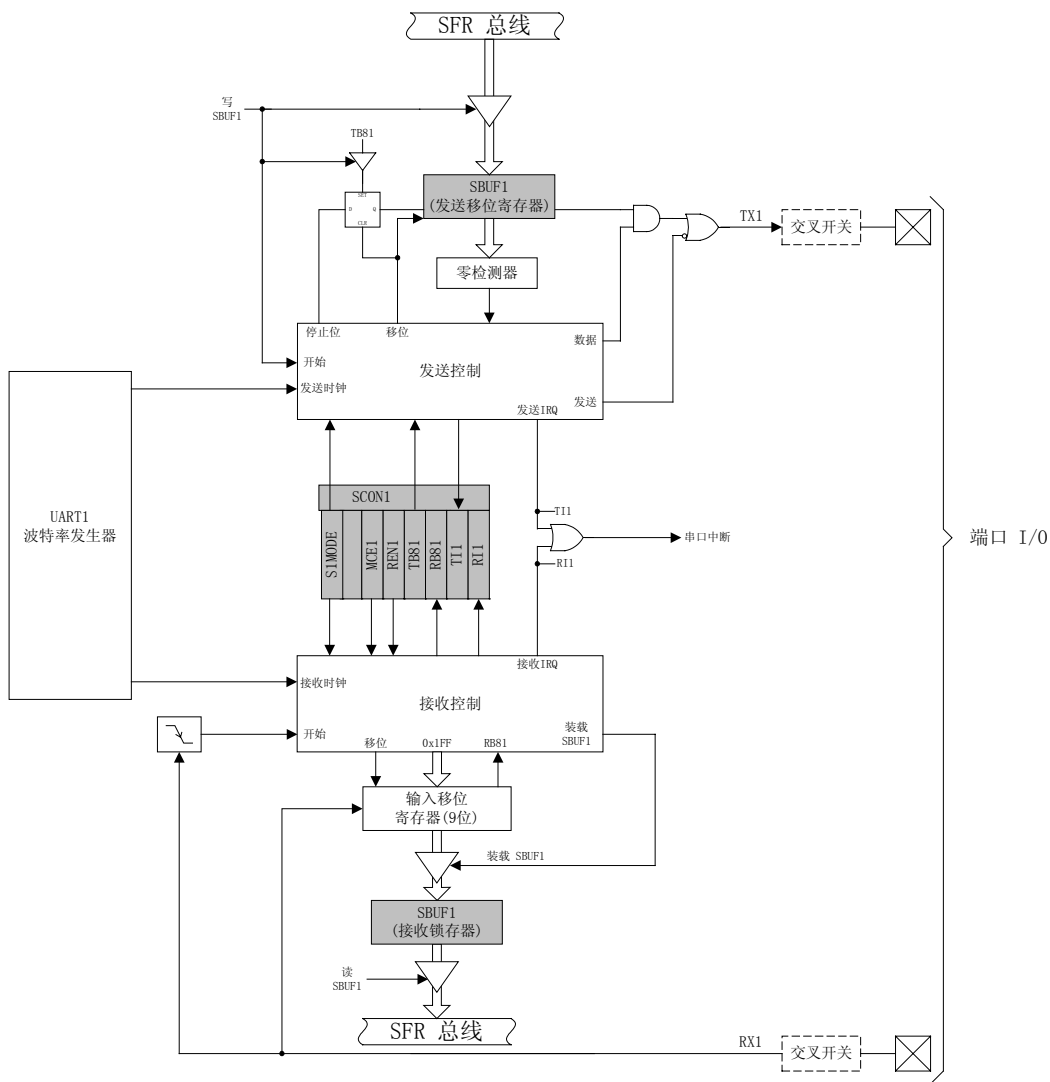 SFR 总线
写
SBUF1
TB81
SET
D
Q
CLR
SBUF1
(发送移位寄存器)
TX1
交叉开关
零检测器
停止位
移位
数据
开始
发送控制
发送时钟
发送
发送IRQ
UART1
波特率发生器
SCON1
S1MODE
MCE1
REN1
TB81
RB81
TI1
RI1
TI1
串口中断
RI1
端口 I/O
接收IRQ
接收时钟
接收控制
开始
装载
SBUF1
移位
0x1FF
RB81
输入移位
寄存器(9位)
装载 SBUF1
SBUF1
(接收锁存器)
读
SBUF1
SFR 总线
RX1
交叉开关